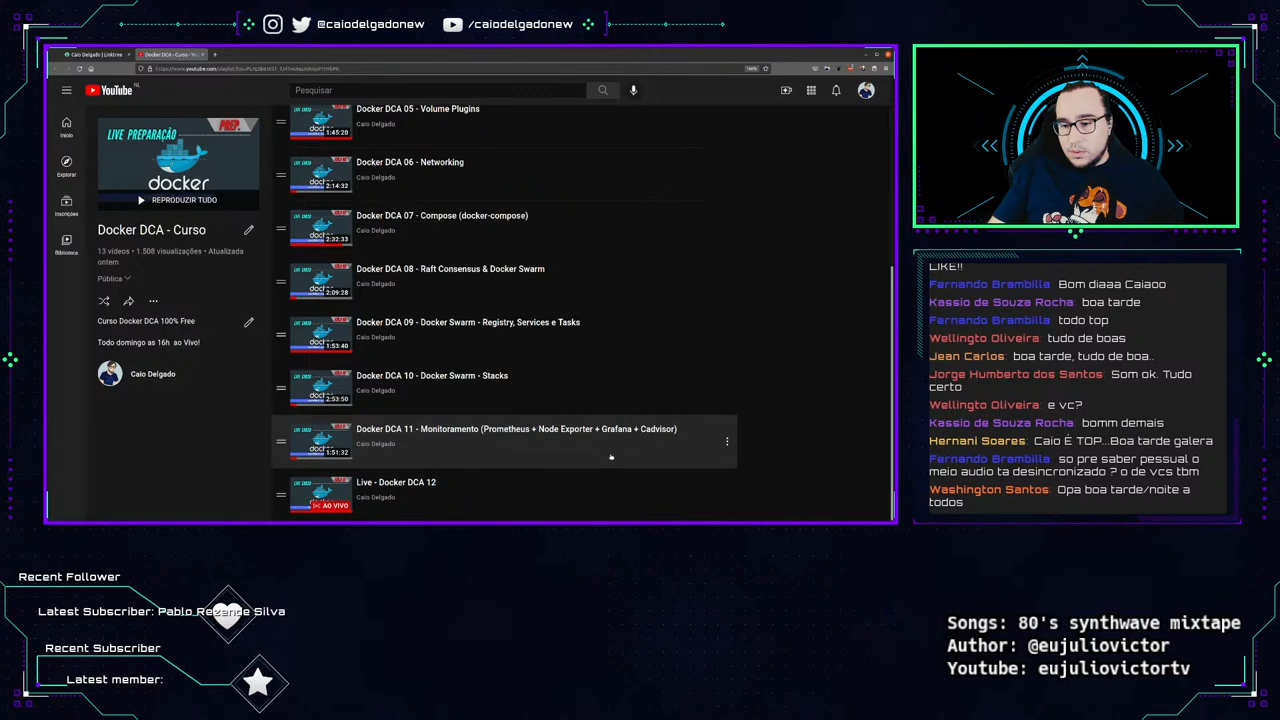 @caiodelgadonew
/caiodelgadonew
Caio Delgado | Linktree
Docker DCA - Curso
YouTube
NL
Pesquisar
Início
Explorar
Inscrições
Biblioteca
LIVE PREPARAÇÃO
PREP.
docker
REPRODUZIR TUDO
Docker DCA - Curso
13 vídeos • 1.508 visualizações • Atualizada
ontem
Pública
Curso Docker DCA 100% Free
Todo domingo as 16h ao Vivo!
Caio Delgado
Docker DCA 05 - Volume Plugins
Caio Delgado
1:45:20
Docker DCA 06 - Networking
Caio Delgado
2:14:32
Docker DCA 07 - Compose (docker-compose)
Caio Delgado
2:32:33
Docker DCA 08 - Raft Consensus & Docker Swarm
Caio Delgado
2:09:28
Docker DCA 09 - Docker Swarm - Registry, Services e Tasks
Caio Delgado
1:53:40
Docker DCA 10 - Docker Swarm - Stacks
Caio Delgado
2:53:50
Docker DCA 11 - Monitoramento (Prometheus + Node Exporter + Grafana + Cadvisor)
Caio Delgado
1:51:32
Live - Docker DCA 12
Caio Delgado
AO VIVO
LIKE!!
Fernando Brambilla: Bom diaaa Caiaoo
Kassio de Souza Rocha: boa tarde
Fernando Brambilla: todo top
Wellingto Oliveira: tudo de boas
Jean Carlos: boa tarde, tudo de boa..
Jorge Humberto dos Santos: Som ok. Tudo
certo
Wellingto Oliveira: e vc?
Kassio de Souza Rocha: bomm demais
Hernani Soares: Caio É TOP...Boa tarde galera
Fernando Brambilla: so pre saber pessual o
meio audio ta desincronizado ? o de vcs tbm
Washington Santos: Opa boa tarde/noite a
todos
Recent Follower
Latest Subscriber: Pablo Rezende Silva
Recent Subscriber
Latest member:
Songs: 80's synthwave mixtape
Author: @eujuliovictor
Youtube: eujuliovictortv